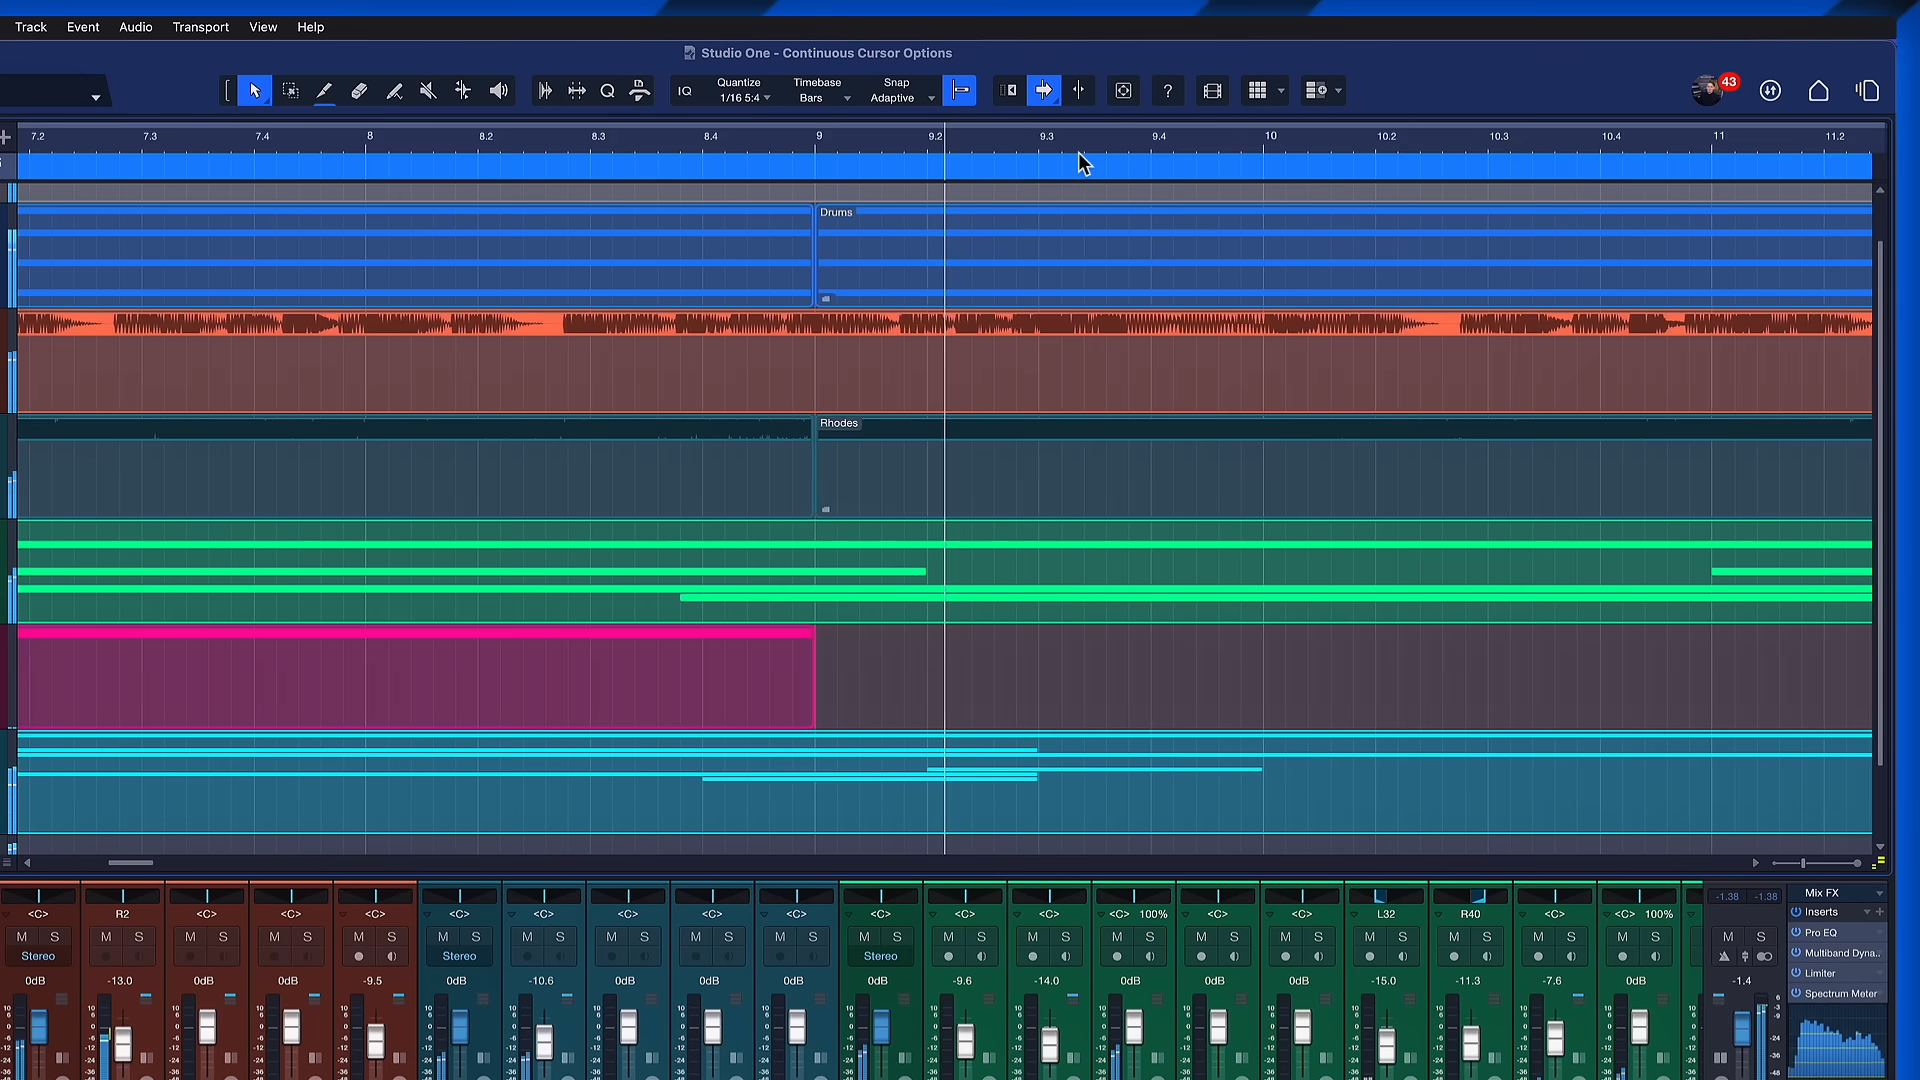 Track Event Audio Transport View Help
Studio One - Continuous Cursor Options
IQ Quantize 1/16 5:4 Timebase Bars Snap Adaptive ? 43
7.2 7.3 7.4 8 8.2 8.3 8.4 9 9.2 9.3 9.4 10 10.2 10.3 10.4 11 11.2
Drums
Rhodes
-1.38 -1.38 Mix FX
<C> R2 <C> <C> <C> <C> <C> <C> <C> <C> <C> <C> <C> <C> 100% <C> <C> L32 R40 <C> <C> 100% Inserts
M S M S M S M S M S M S M S M S M S M S M S M S M S M S M S M S M S M S M S M S M S Pro EQ
Stereo Stereo Stereo Multiband Dyna..
0dB -13.0 0dB 0dB -9.5 0dB -10.6 0dB 0dB 0dB 0dB -9.6 -14.0 0dB 0dB 0dB -15.0 -11.3 -7.6 0dB -1.4 Limiter
Spectrum Meter